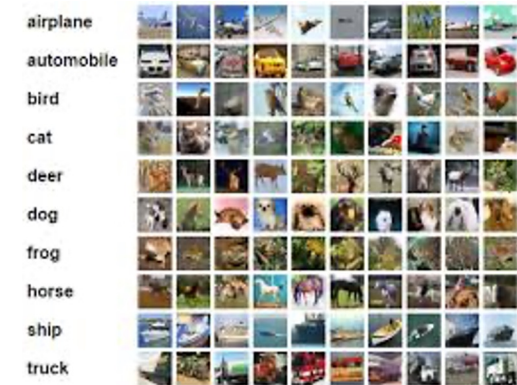 airplane
automobile
bird
cat
deer
dog
frog
horse
ship
truck